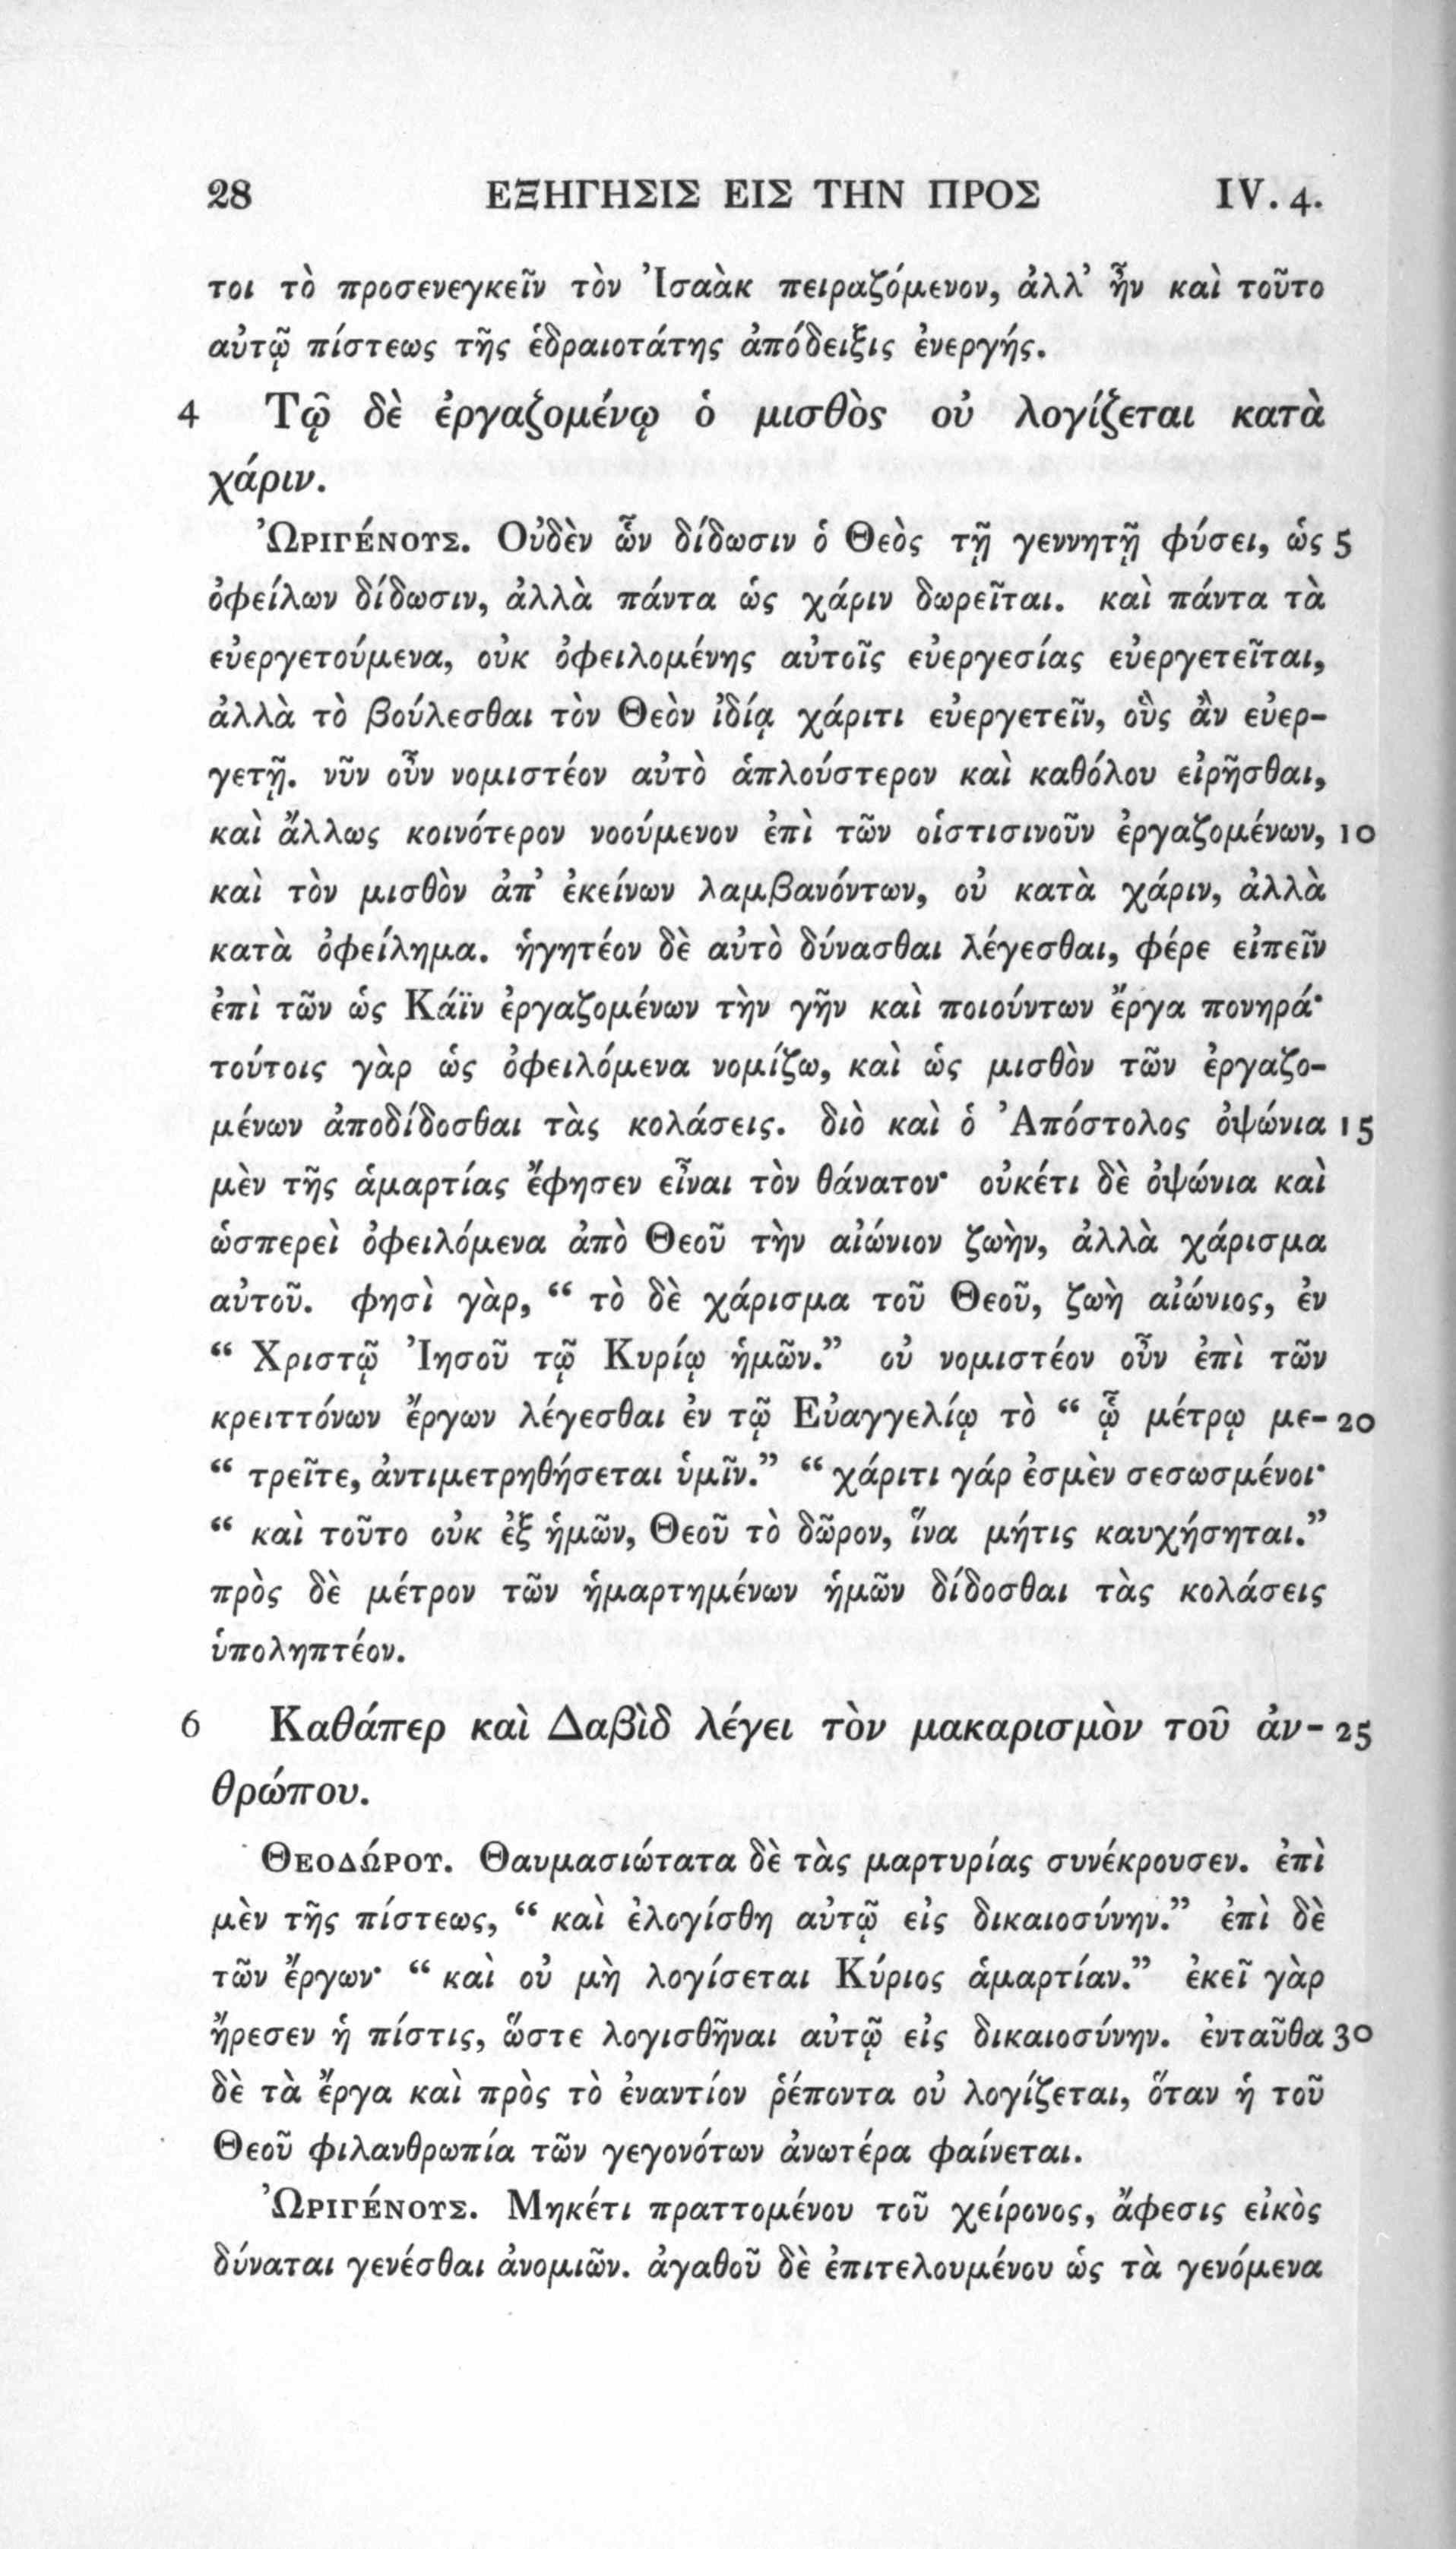 28 ΕΞΗΓΗΣΙΣ ΕΙΣ ΤΗΝ ΠΡΟΣ IV. 4.
τοι τὸ προσενεγκεῖν τὸν Ἰσαὰκ πειραζόμενον, ἀλλ’ ἦν καὶ τοῦτο
αὐτῷ πίστεως τῆς ἑδραιοτάτης ἀπόδειξις ἐνεργής.
4 Τῷ δὲ ἐργαζομένῳ ὁ μισθὸς οὐ λογίζεται κατὰ
χάριν.
Ὠριγένους. Οὐδὲν ὧν δίδωσιν ὁ Θεὸς τῇ γεννητῇ φύσει, ὡς 5
ὀφείλων δίδωσιν, ἀλλὰ πάντα ὡς χάριν δωρεῖται. καὶ πάντα τὰ
εὐεργετούμενα, οὐκ ὀφειλομένης αὐτοῖς εὐεργεσίας εὐεργετεῖται,
ἀλλὰ τὸ βούλεσθαι τὸν Θεὸν ἰδίᾳ χάριτι εὐεργετεῖν, οὓς ἂν εὐερ-
γετῇ. νῦν οὖν νομιστέον αὐτὸ ἁπλούστερον καὶ καθόλου εἰρῆσθαι,
καὶ ἄλλως κοινότερον νοούμενον ἐπὶ τῶν οἱστισινοῦν ἐργαζομένων, 10
καὶ τὸν μισθὸν ἀπ’ ἐκείνων λαμβανόντων, οὐ κατὰ χάριν, ἀλλὰ
κατὰ ὀφείλημα. ἡγητέον δὲ αὐτὸ δύνασθαι λέγεσθαι, φέρε εἰπεῖν
ἐπὶ τῶν ὡς Κάϊν ἐργαζομένων τὴν γῆν καὶ ποιούντων ἔργα πονηρά·
τούτοις γὰρ ὡς ὀφειλόμενα νομίζω, καὶ ὡς μισθὸν τῶν ἐργαζο-
μένων ἀποδίδοσθαι τὰς κολάσεις. διὸ καὶ ὁ Ἀπόστολος ὀψώνια 15
μὲν τῆς ἁμαρτίας ἔφησεν εἶναι τὸν θάνατον· οὐκέτι δὲ ὀψώνια καὶ
ὡσπερεὶ ὀφειλόμενα ἀπὸ Θεοῦ τὴν αἰώνιον ζωὴν, ἀλλὰ χάρισμα
αὐτοῦ. φησὶ γὰρ, “ τὸ δὲ χάρισμα τοῦ Θεοῦ, ζωὴ αἰώνιος, ἐν
“ Χριστῷ Ἰησοῦ τῷ Κυρίῳ ἡμῶν.” οὐ νομιστέον οὖν ἐπὶ τῶν
κρειττόνων ἔργων λέγεσθαι ἐν τῷ Εὐαγγελίῳ τὸ “ ᾧ μέτρῳ με- 20
“ τρεῖτε, ἀντιμετρηθήσεται ὑμῖν.” “ χάριτι γάρ ἐσμὲν σεσωσμένοι·
“ καὶ τοῦτο οὐκ ἐξ ἡμῶν, Θεοῦ τὸ δῶρον, ἵνα μήτις καυχήσηται.”
πρὸς δὲ μέτρον τῶν ἡμαρτημένων ἡμῶν δίδοσθαι τὰς κολάσεις
ὑποληπτέον.
6 Καθάπερ καὶ Δαβὶδ λέγει τὸν μακαρισμὸν τοῦ ἀν- 25
θρώπου.
Θεοδώρου. Θαυμασιώτατα δὲ τὰς μαρτυρίας συνέκρουσεν. ἐπὶ
μὲν τῆς πίστεως, “ καὶ ἐλογίσθη αὐτῷ εἰς δικαιοσύνην.” ἐπὶ δὲ
τῶν ἔργων· “ καὶ οὐ μὴ λογίσεται Κύριος ἁμαρτίαν.” ἐκεῖ γὰρ
ἤρεσεν ἡ πίστις, ὥστε λογισθῆναι αὐτῷ εἰς δικαιοσύνην. ἐνταῦθα 30
δὲ τὰ ἔργα καὶ πρὸς τὸ ἐναντίον ῥέποντα οὐ λογίζεται, ὅταν ἡ τοῦ
Θεοῦ φιλανθρωπία τῶν γεγονότων ἀνωτέρα φαίνεται.
Ὠριγένους. Μηκέτι πραττομένου τοῦ χείρονος, ἄφεσις εἰκὸς
δύναται γενέσθαι ἀνομιῶν. ἀγαθοῦ δὲ ἐπιτελουμένου ὡς τὰ γενόμενα